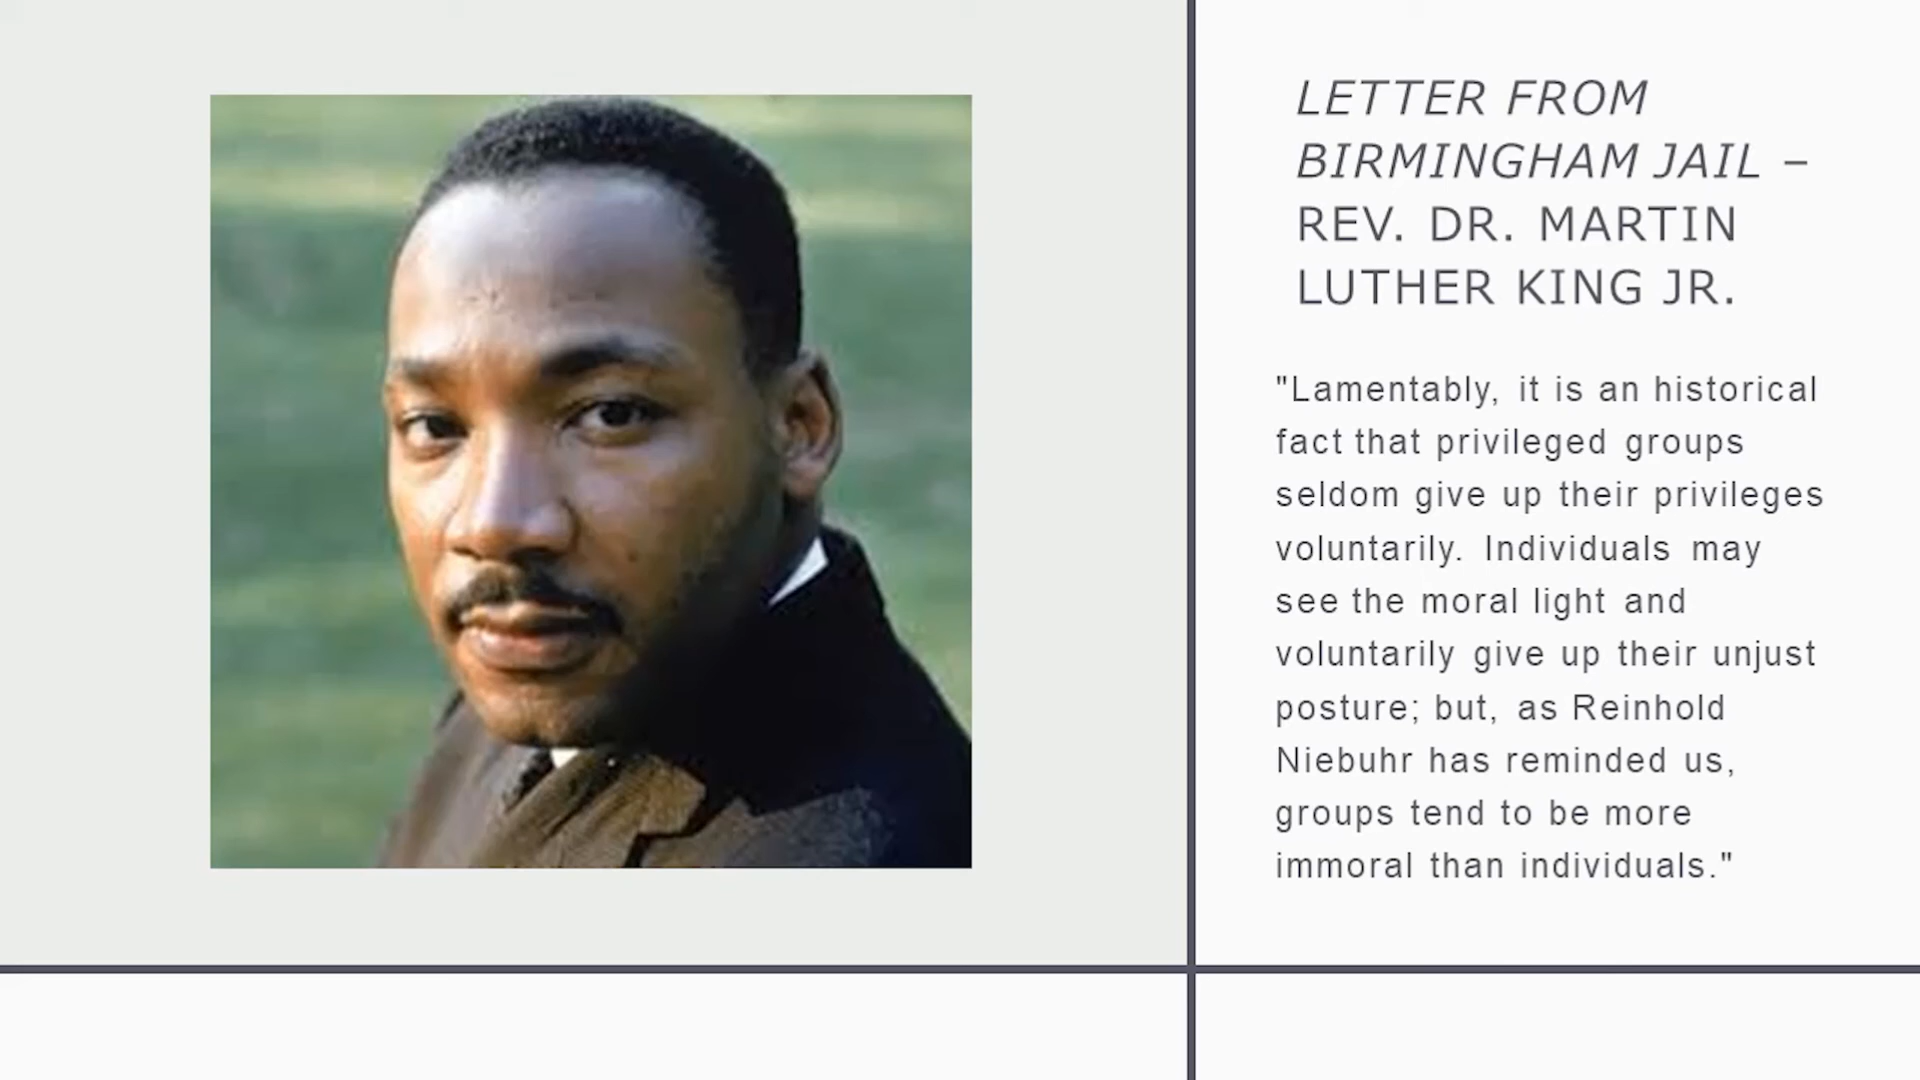 LETTER FROM
BIRMINGHAM JAIL –
REV. DR. MARTIN
LUTHER KING JR.
"Lamentably, it is an historical
fact that privileged groups
seldom give up their privileges
voluntarily. Individuals may
see the moral light and
voluntarily give up their unjust
posture; but, as Reinhold
Niebuhr has reminded us,
groups tend to be more
immoral than individuals."